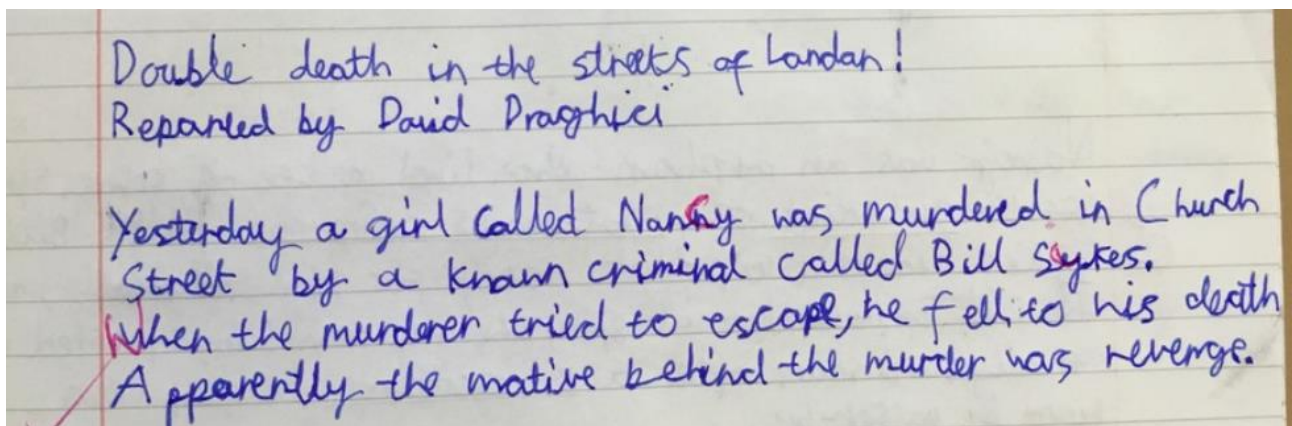 Double death in the streets of London!
Reported by David Draghici
Yesterday a girl called Nancy was murdered in Church
Street by a known criminal called Bill Sykes.
When the murderer tried to escape, he fell to his death
Apparently the motive behind the murder was revenge.